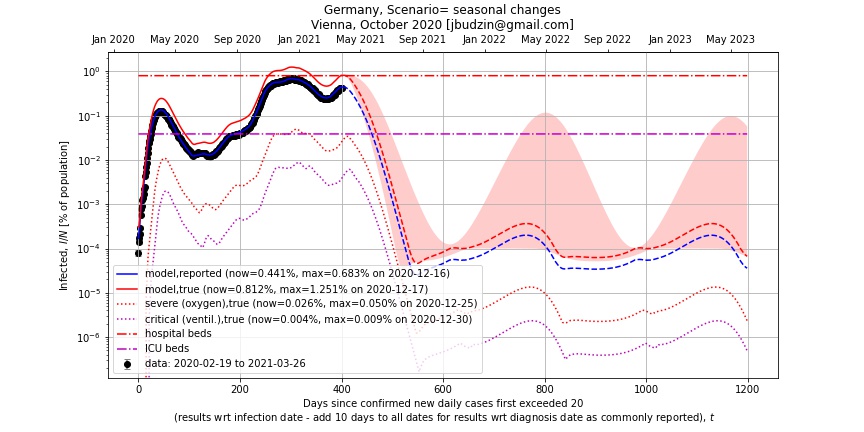 Germany, Scenario= seasonal changes
Vienna, October 2020 [jbudzin@gmail.com]
Jan 2020 May 2020 Sep 2020 Jan 2021 May 2021 Sep 2021 Jan 2022 May 2022 Sep 2022 Jan 2023 May 2023
10⁰
10⁻¹
10⁻²
10⁻³
10⁻⁴
10⁻⁵
10⁻⁶
Infected, I/N [% of population]
model,reported (now=0.441%, max=0.683% on 2020-12-16)
model,true (now=0.812%, max=1.251% on 2020-12-17)
severe (oxygen),true (now=0.026%, max=0.050% on 2020-12-25)
critical (ventil.),true (now=0.004%, max=0.009% on 2020-12-30)
hospital beds
ICU beds
data: 2020-02-19 to 2021-03-26
0 200 400 600 800 1000 1200
Days since confirmed new daily cases first exceeded 20
(results wrt infection date - add 10 days to all dates for results wrt diagnosis date as commonly reported), t